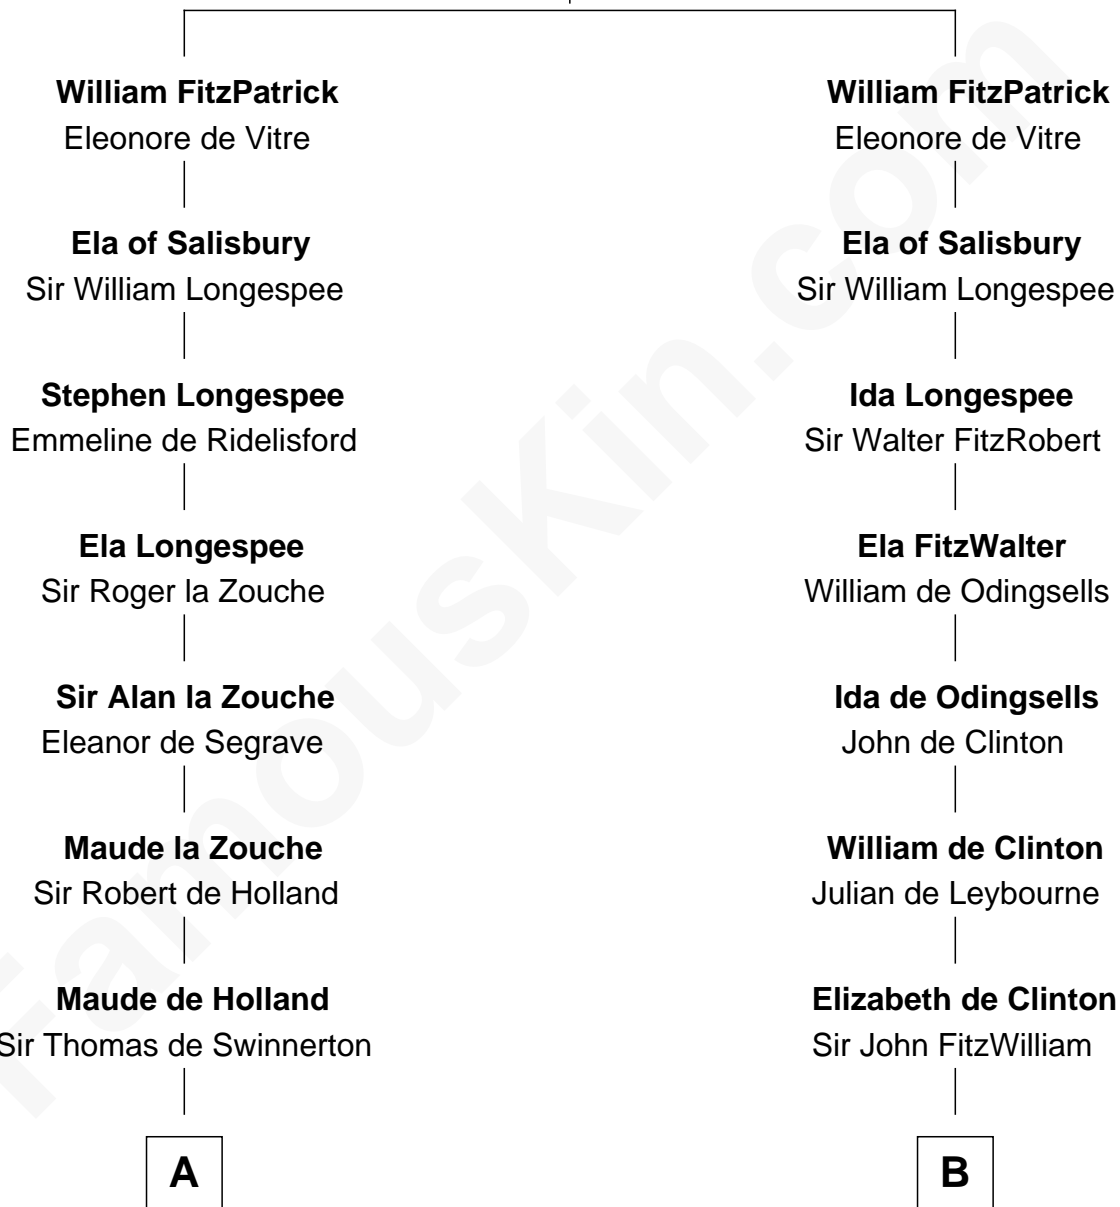 William FitzPatrick
Eleonore de Vitre
Ela of Salisbury
Sir William Longespee
Stephen Longespee
Emmeline de Ridelisford
Ela Longespee
Sir Roger la Zouche
Sir Alan la Zouche
Eleanor de Segrave
Maude la Zouche
Sir Robert de Holland
Maude de Holland
Sir Thomas de Swinnerton
A
William FitzPatrick
Eleonore de Vitre
Ela of Salisbury
Sir William Longespee
Ida Longespee
Sir Walter FitzRobert
Ela FitzWalter
William de Odingsells
Ida de Odingsells
John de Clinton
William de Clinton
Julian de Leybourne
Elizabeth de Clinton
Sir John FitzWilliam
B
FamousKin.com